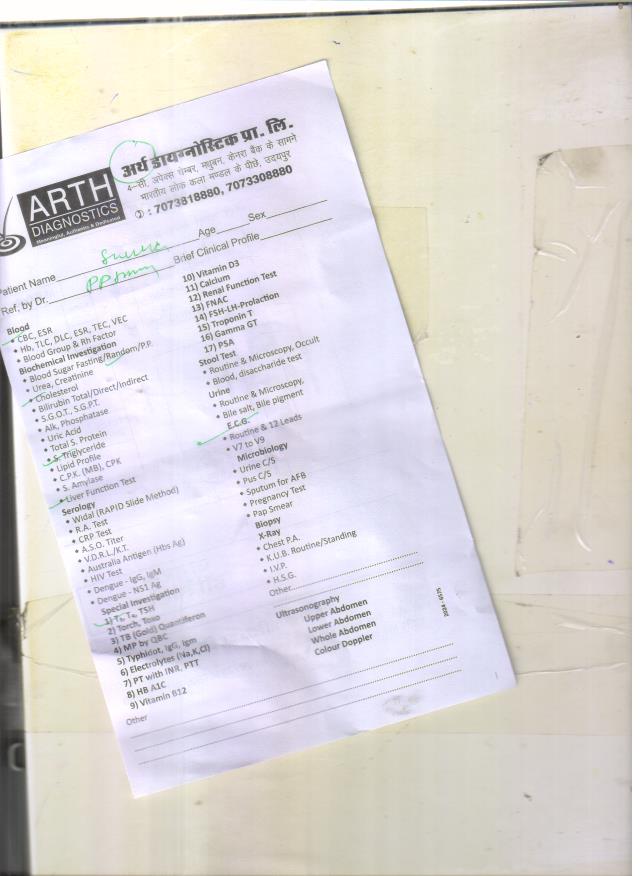 अर्थ डायग्नोस्टिक प्रा. लि.
4-सी, अपेक्स चेम्बर, मधुबन, केनरा बैंक के सामने
भारतीय लोक कला मण्डल के पीछे, उदयपुर
: 7073818880, 7073308880
ARTH
DIAGNOSTICS
Meaningful, Authentic & Dedicated
Patient Name Age Sex
Ref. by Dr. Brief Clinical Profile
Blood
• CBC, ESR
• Hb, TLC, DLC, ESR, TEC, VEC
• Blood Group & Rh Factor
Biochemical Investigation
• Blood Sugar Fasting/Random/P.P.
• Urea, Creatinine
• Cholesterol
• Bilirubin Total/Direct/Indirect
• S.G.O.T., S.G.P.T.
• Alk, Phosphatase
• Uric Acid
• Total S. Protein
• S. Triglyceride
• Lipid Profile
• C.P.K. (MB), CPK
• S. Amylase
• Liver Function Test
Serology
• Widal (RAPID Slide Method)
• R.A. Test
• CRP Test
• A.S.O. Titer
• V.D.R.L./K.T.
• Australia Antigen (Hbs Ag)
• HIV Test
• Dengue - IgG, IgM
• Dengue - NS1 Ag
Special Investigation
1) T₃, T₄, TSH
2) Torch, Toxo
3) TB (Gold) Quantiferon
4) MP by QBC
5) Typhidot, IgG, Igm
6) Electrolytes (Na,K,Cl)
7) PT with INR. PTT
8) HB A1C
9) Vitamin B12
10) Vitamin D3
11) Calcium
12) Renal Function Test
13) FNAC
14) FSH-LH-Prolaction
15) Troponin T
16) Gamma GT
17) PSA
Stool Test
• Routine & Microscopy, Occult
• Blood, disaccharide test
Urine
• Routine & Microscopy,
• Bile salt, Bile pigment
E.C.G.
• Routine & 12 Leads
• V7 to V9
Microbiology
• Urine C/S
• Pus C/S
• Sputum for AFB
• Pregnancy Test
• Pap Smear
Biopsy
X-Ray
• Chest P.A.
• K.U.B. Routine/Standing
• I.V.P.
• H.S.G.
Other
Ultrasonography
Upper Abdomen
Lower Abdomen
Whole Abdomen
Colour Doppler
Other